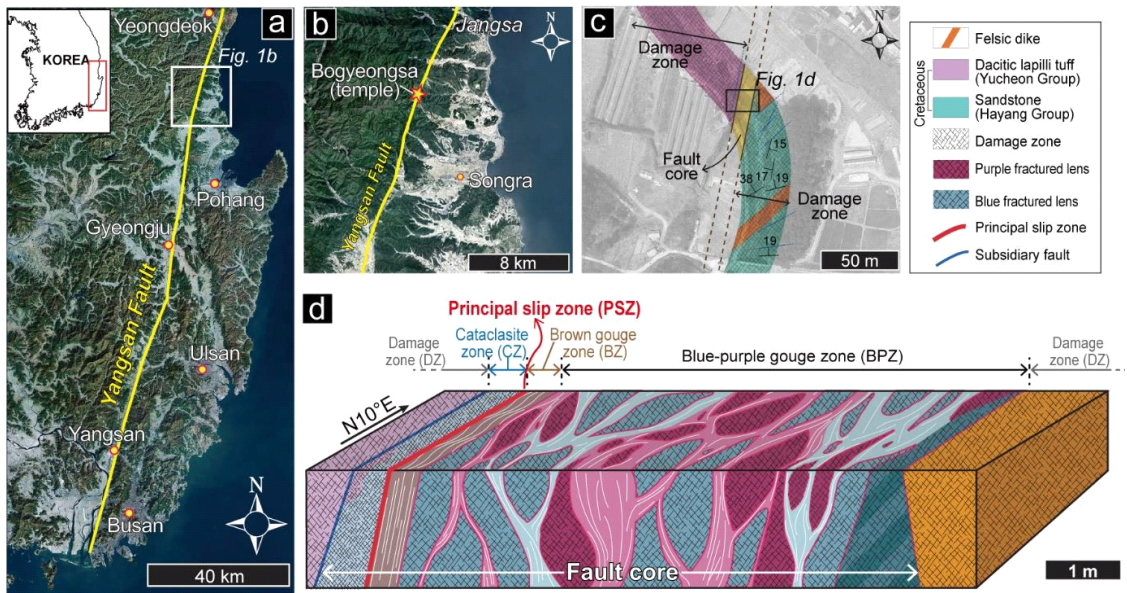 a
KOREA
Yeongdeok
Fig. 1b
Pohang
Gyeongju
Yangsan Fault
Ulsan
Yangsan
Busan
N
40 km
b
Jangsa
N
Bogyeongsa
(temple)
Yangsan Fault
Songra
8 km
c
N
Damage
zone
Fig. 1d
Fault
core
15
38
17
19
Damage
zone
19
50 m
Cretaceous
Felsic dike
Dacitic lapilli tuff
(Yucheon Group)
Sandstone
(Hayang Group)
Damage zone
Purple fractured lens
Blue fractured lens
Principal slip zone
Subsidiary fault
d
Principal slip zone (PSZ)
Damage
zone (DZ)
Cataclasite
zone (CZ)
Brown gouge
zone (BZ)
Blue-purple gouge zone (BPZ)
Damage
zone (DZ)
N10°E
Fault core
1 m